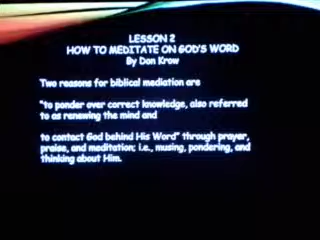 LESSON 2
HOW TO MEDITATE ON GOD'S WORD
By Don Krow
Two reasons for biblical mediation are
"to ponder over correct knowledge, also referred
to as renewing the mind and
to contact God behind His Word" through prayer,
praise, and meditation; i.e., musing, pondering, and
thinking about Him.